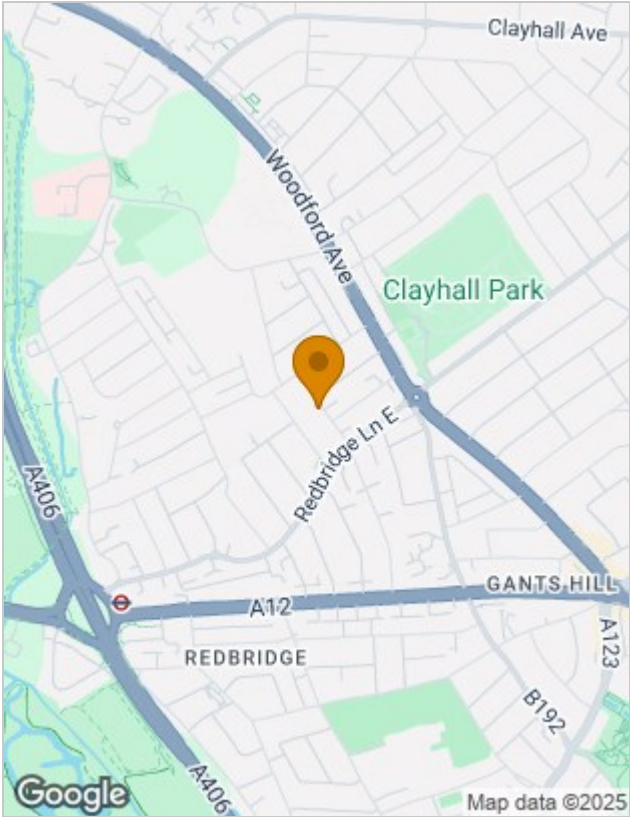 Clayhall Ave
Woodford Ave
Clayhall Park
Redbridge Ln E
A406
GANTS HILL
A12
A123
REDBRIDGE
B192
A406
Google
Map data ©2025